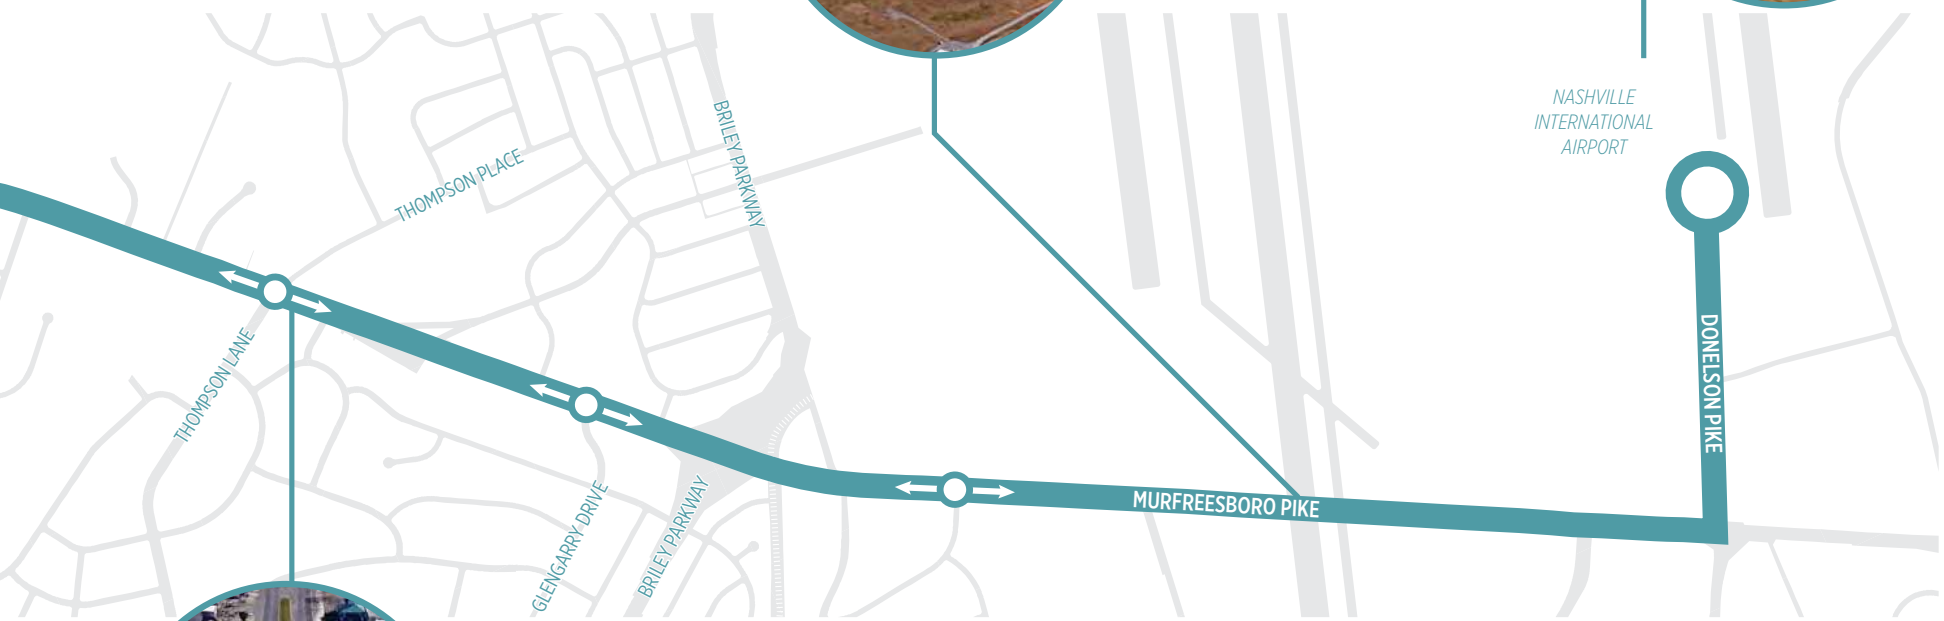 NASHVILLE
INTERNATIONAL
AIRPORT
BRILEY PARKWAY
THOMPSON PLACE
THOMPSON LANE
DONELSON PIKE
MURFREESBORO PIKE
GLENGARRY DRIVE
BRILEY PARKWAY